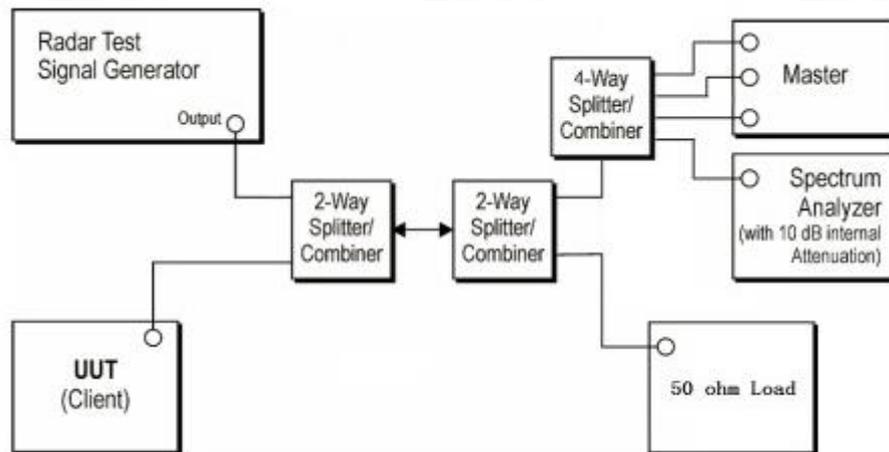 Radar Test
Signal Generator
Output
4-Way
Splitter/
Combiner
Master
2-Way
Splitter/
Combiner
2-Way
Splitter/
Combiner
Spectrum
Analyzer
(with 10 dB internal
Attenuation)
UUT
(Client)
50 ohm Load